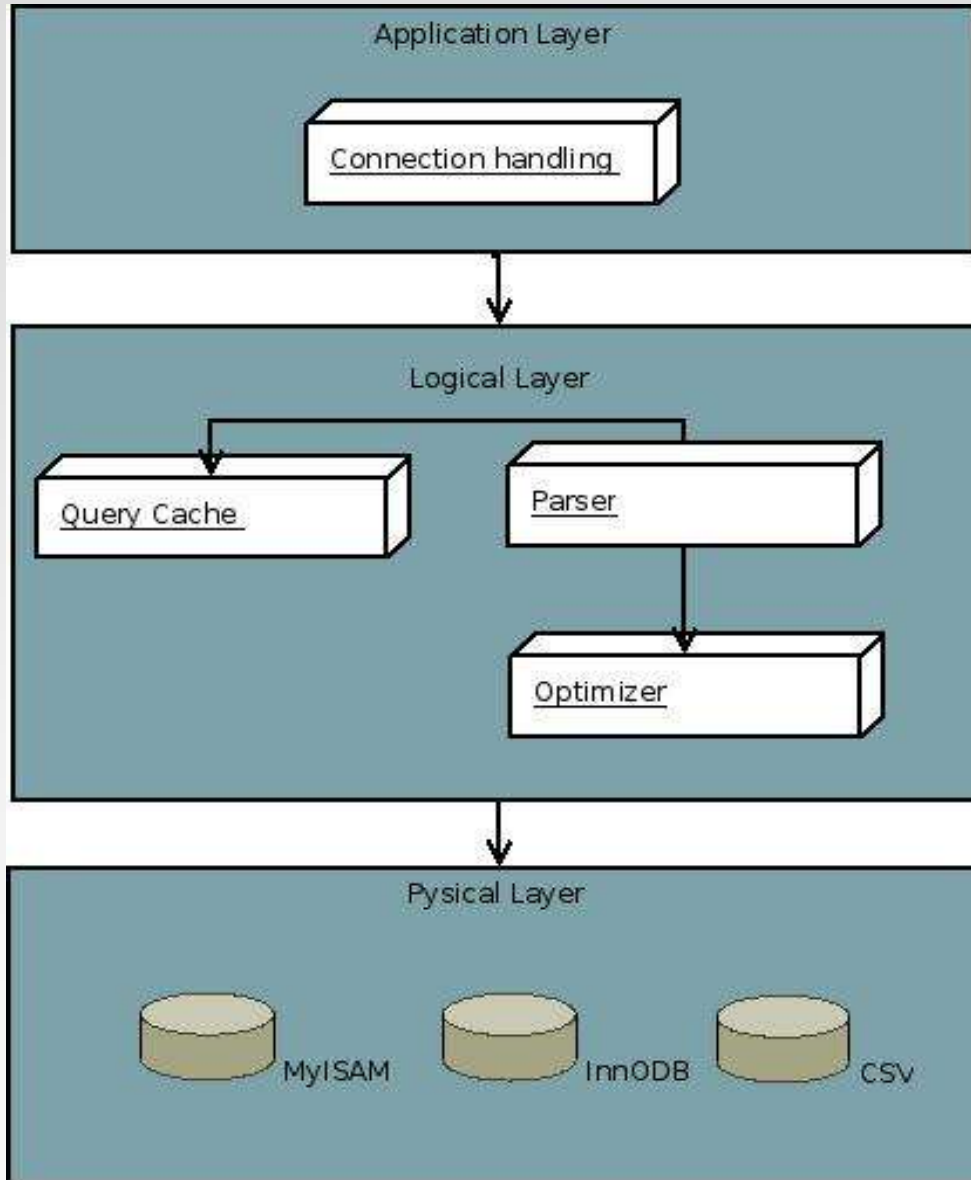 Application Layer
Connection handling
Logical Layer
Query Cache
Parser
Optimizer
Pysical Layer
MyISAM
InnODB
CSV